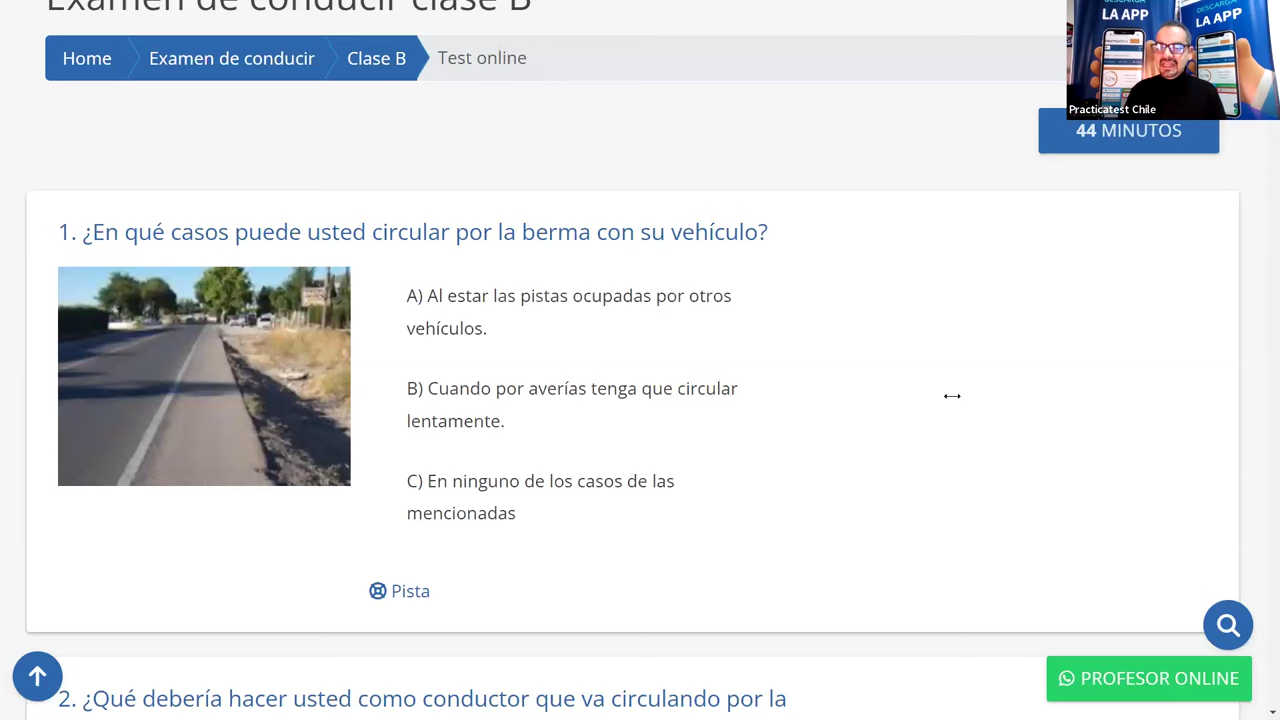 Examen de conducir clase B
Home
Examen de conducir
Clase B
Test online
DESCARGA
LA APP
DESCARGA
LA APP
Practicatest Chile
44 MINUTOS
1. ¿En qué casos puede usted circular por la berma con su vehículo?
A) Al estar las pistas ocupadas por otros
vehículos.
B) Cuando por averías tenga que circular
lentamente.
C) En ninguno de los casos de las
mencionadas
Pista
PROFESOR ONLINE
2. ¿Qué debería hacer usted como conductor que va circulando por la